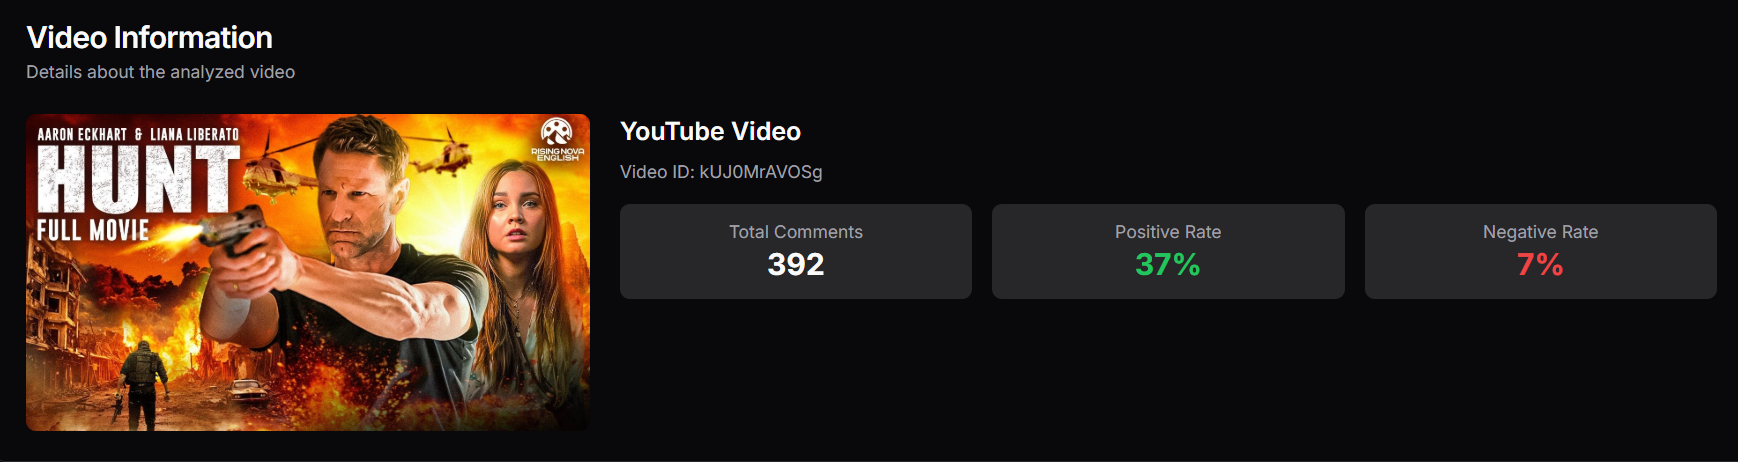 Video Information
Details about the analyzed video
AARON ECKHART & LIANA LIBERATO
HUNT
FULL MOVIE
RISING NOVA
ENGLISH
YouTube Video
Video ID: kUJ0MrAVOSg
Total Comments
392
Positive Rate
37%
Negative Rate
7%